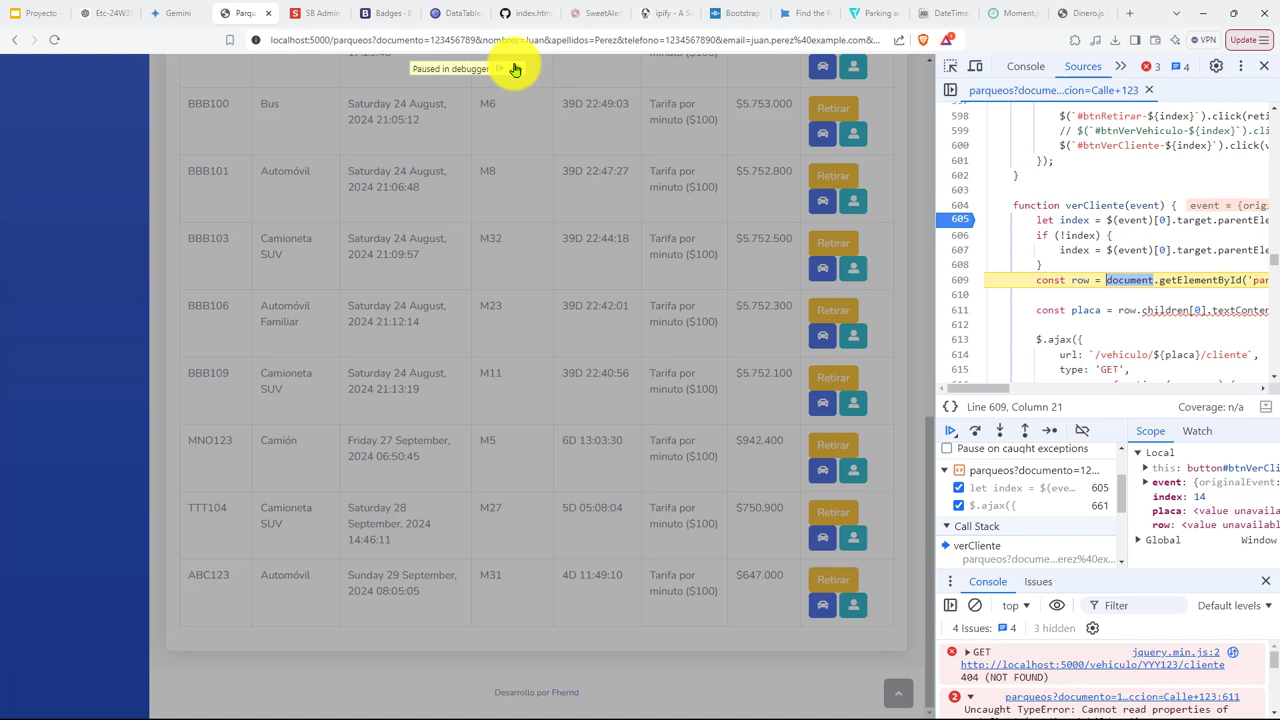 Proyecto -
Etc-24W3S
Gemini
Parqu
SB Admin
Badges - E
DataTable
index.htm
SweetAler
ipify - A S
Bootstrap
Find the R
Parking ar
DateTime
Moment.j
Dinero.js
localhost:5000/parqueos?documento=123456789&nombres=Juan&apellidos=Perez&telefono=1234567890&email=juan.perez%40example.com&...
VPN
Update
Paused in debugger
minuto ($100)
BBB100 Bus Saturday 24 August, M6 39D 22:49:03 Tarifa por $5.753.000 Retirar
2024 21:05:12 minuto ($100)
BBB101 Automóvil Saturday 24 August, M8 39D 22:47:27 Tarifa por $5.752.800 Retirar
2024 21:06:48 minuto ($100)
BBB103 Camioneta Saturday 24 August, M32 39D 22:44:18 Tarifa por $5.752.500 Retirar
SUV 2024 21:09:57 minuto ($100)
BBB106 Automóvil Saturday 24 August, M23 39D 22:42:01 Tarifa por $5.752.300 Retirar
Familiar 2024 21:12:14 minuto ($100)
BBB109 Camioneta Saturday 24 August, M11 39D 22:40:56 Tarifa por $5.752.100 Retirar
SUV 2024 21:13:19 minuto ($100)
MNO123 Camión Friday 27 September, M5 6D 13:03:30 Tarifa por $942.400 Retirar
2024 06:50:45 minuto ($100)
TTT104 Camioneta Saturday 28 M27 5D 05:08:04 Tarifa por $750.900 Retirar
SUV September, 2024 minuto ($100)
14:46:11
ABC123 Automóvil Sunday 29 September, M31 4D 11:49:10 Tarifa por $647.000 Retirar
2024 08:05:05 minuto ($100)
Desarrollo por Fhernd
Console Sources 3 4
parqueos?docume...cion=Calle+123
598 $(`#btnRetirar-${index}`).click(reti
599 // $(`#btnVerVehiculo-${index}`).cli
600 $(`#btnVerCliente-${index}`).click(v
601 });
602 }
603
604 function verCliente(event) { event = {orig
605 let index = $(event)[0].target.parentEle
606 if (!index) {
607 index = $(event)[0].target.parentEl
608 }
609 const row = document.getElementById('par
610
611 const placa = row.children[0].textConten
612
613 $.ajax({
614 url: `/vehiculo/${placa}/cliente`,
615 type: 'GET',
{} Line 609, Column 21 Coverage: n/a
Scope Watch
Pause on caught exceptions
parqueos?documento=12...
let index = $(eve... 605
$.ajax({ 661
Call Stack
verCliente
parqueos?docume...erez%40ex...
Local
this: button#btnVerCli
event: {originalEvent:
index: 14
placa: <value unavaila
row: <value unavailabl
Global Window
Console Issues
top Filter Default levels
4 Issues: 4 3 hidden
GET jquery.min.js:2
http://localhost:5000/vehiculo/YYY123/cliente
404 (NOT FOUND)
2 parqueos?documento=1...ccion=Calle+123:611
Uncaught TypeError: Cannot read properties of